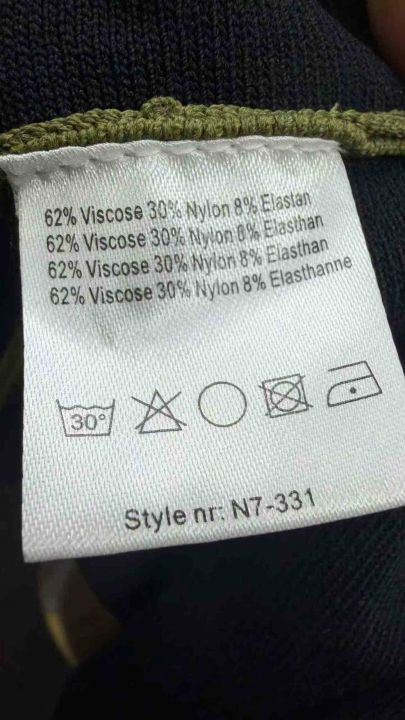 62% Viscose 30% Nylon 8% Elastan
62% Viscose 30% Nylon 8% Elasthan
62% Viscose 30% Nylon 8% Elasthan
62% Viscose 30% Nylon 8% Elasthanne
30°
Style nr: N7-331